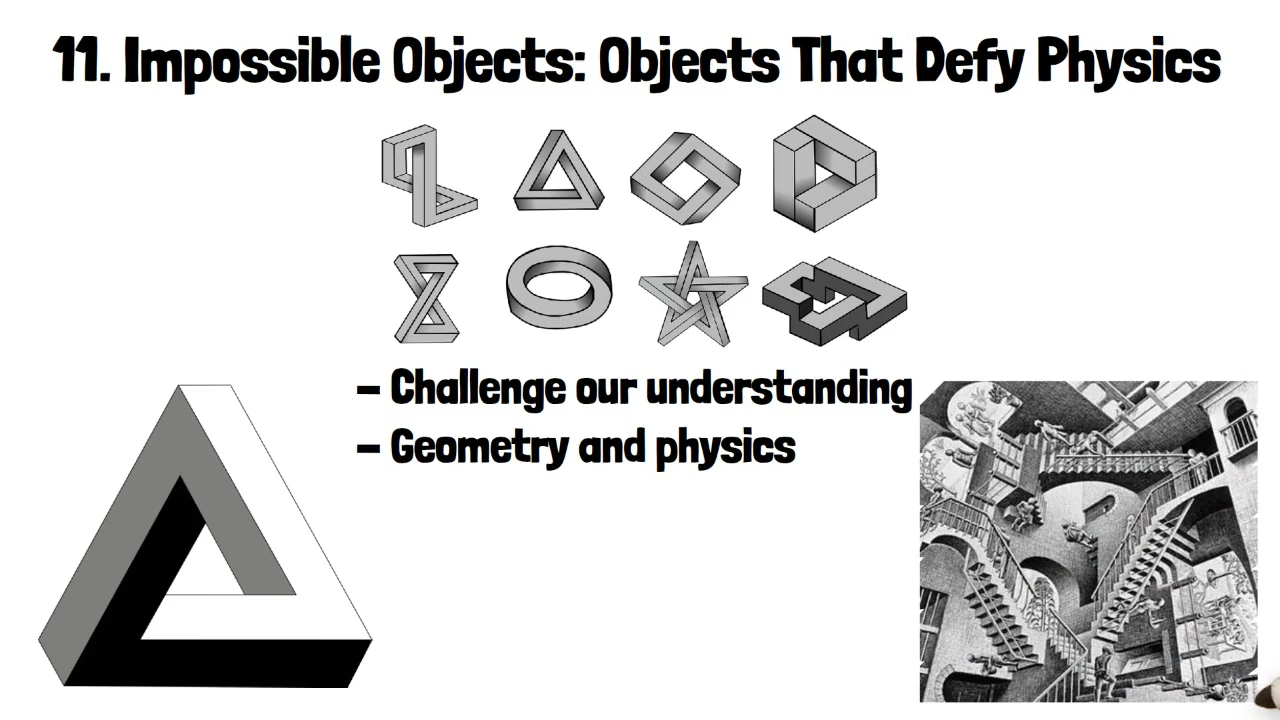 11. Impossible Objects: Objects That Defy Physics
– Challenge our understanding
– Geometry and physics